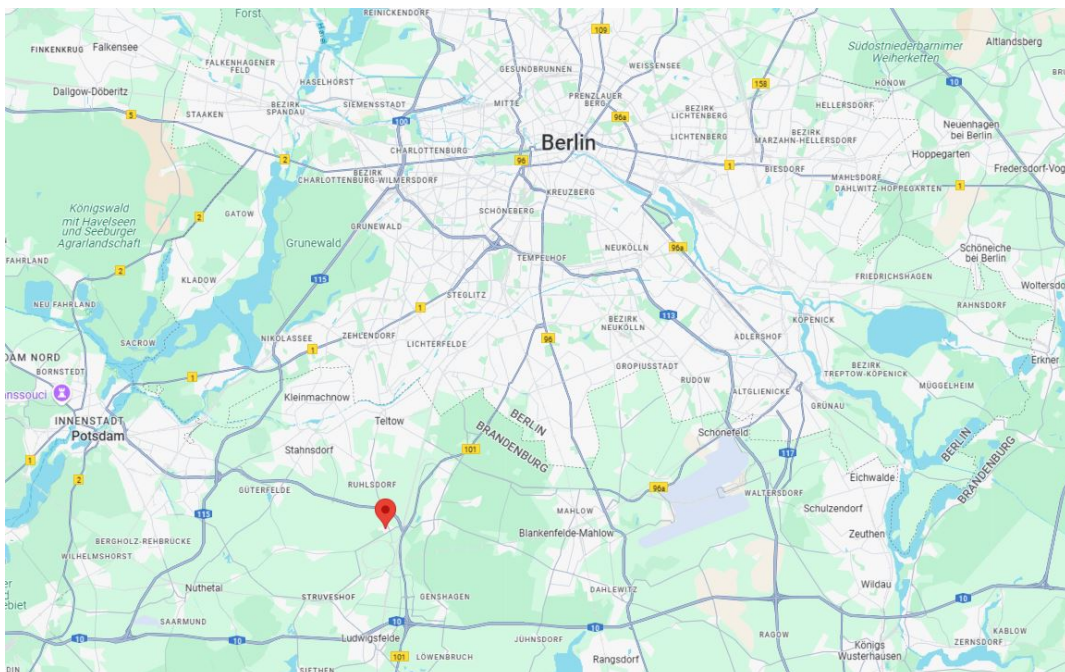 Forst
REINICKENDORF
109
Altlandsberg
FINKENKRUG
Falkensee
FALKENHAGENER
FELD
HASELHORST
GESUNDBRUNNEN
WEISSENSEE
Südostniederbarnimer
Weiherketten
HÖNOW
10
158
Dallgow-Döberitz
5
STAAKEN
BEZIRK
SPANDAU
SIEMENSSTADT
MITTE
PRENZLAUER
BERG
96a
BEZIRK
LICHTENBERG
HELLERSDORF
100
LICHTENBERG
BEZIRK
MARZAHN-HELLERSDORF
Neuenhagen
bei Berlin
Berlin
CHARLOTTENBURG
96
2
BEZIRK
CHARLOTTENBURG-WILMERSDORF
1
BIESDORF
MAHLSDORF
Hoppegarten
Fredersdorf-Vog
DAHLWITZ-HOPPEGARTEN
1
KREUZBERG
Königswald
mit Havelseen
und Seeburger
Agrarlandschaft
2
GATOW
SCHÖNEBERG
GRUNEWALD
Grunewald
NEUKÖLLN
96a
Schöneiche
bei Berlin
FAHRLAND
2
KLADOW
115
TEMPELHOF
FRIEDRICHSHAGEN
Woltersdo
NEU FAHRLAND
STEGLITZ
1
113
RAHNSDORF
BEZIRK
NEUKÖLLN
KÖPENICK
SACROW
NIKOLASSEE
ZEHLENDORF
LICHTERFELDE
96
ADLERSHOF
1
DAM NORD
BORNSTEDT
Erkner
GROPIUSSTADT
BEZIRK
TREPTOW-KÖPENICK
1
RUDOW
MÜGGELHEIM
anssouci
Kleinmachnow
ALTGLIENICKE
GRÜNAU
INNENSTADT
Potsdam
Teltow
BERLIN
BRANDENBURG
Schönefeld
BERLIN
BRANDENBURG
Stahnsdorf
101
117
1
2
GÜTERFELDE
RUHLSDORF
96a
WALTERSDORF
Eichwalde
115
MAHLOW
Schulzendorf
Blankenfelde-Mahlow
Zeuthen
BERGHOLZ-REHBRÜCKE
WILHELMSHORST
Nuthetal
STRUVESHOF
GENSHAGEN
DAHLEWITZ
Wildau
10
10
SAARMUND
10
10
Ludwigsfelde
JÜHNSDORF
10
RAGOW
KABLOW
ZERNSDORF
Königs
Wusterhausen
101
LÖWENBRUCH
SIETHEN
Rangsdorf